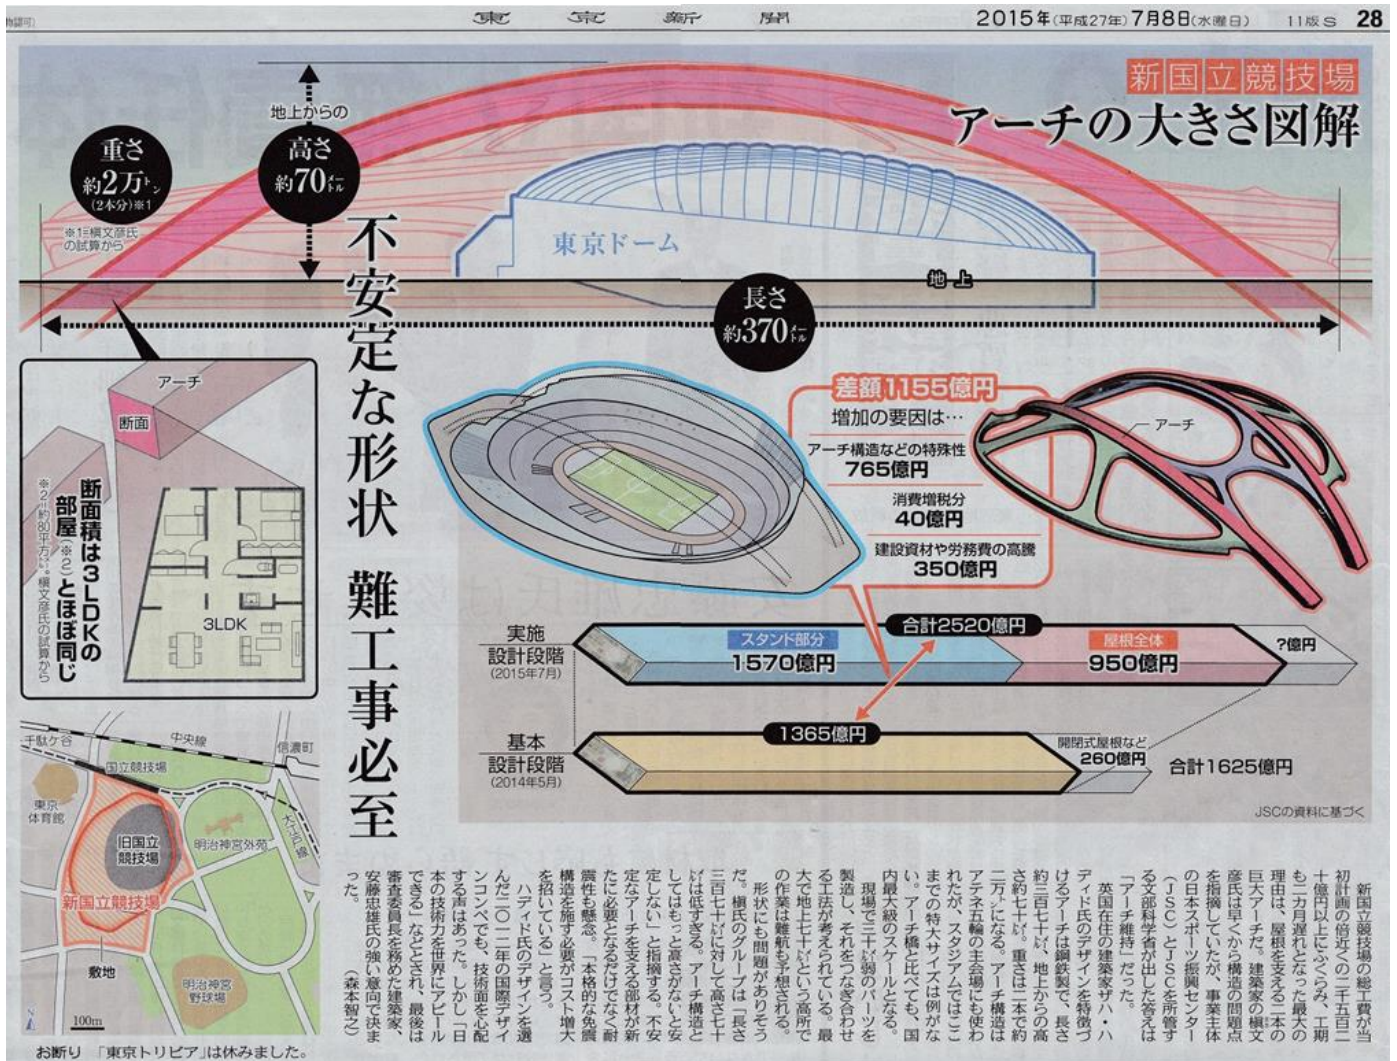 東京新聞
2015年(平成27年)7月8日(水曜日)
11版S 28
新国立競技場
アーチの大きさ図解
地上からの
高さ
約70メートル
重さ
約2万トン
(2本分)※1
※1=槇文彦氏
の試算から
東京ドーム
地上
長さ
約370メートル
不安定な形状 難工事必至
アーチ
断面
3LDK
断面積は3LDKの
部屋(※2)とほぼ同じ
※2=約80平方㍍。槇文彦氏の試算から
差額1155億円
増加の要因は…
アーチ構造などの特殊性
765億円
消費増税分
40億円
建設資材や労務費の高騰
350億円
アーチ
実施
設計段階
(2015年7月)
合計2520億円
スタンド部分
1570億円
屋根全体
950億円
?億円
基本
設計段階
(2014年5月)
1365億円
開閉式屋根など
260億円
合計1625億円
JSCの資料に基づく
千駄ケ谷
中央線
信濃町
国立競技場
東京
体育館
旧国立
競技場
明治神宮外苑
大江戸線
新国立競技場
敷地
明治神宮
野球場
N
100m
お断り 「東京トリビア」は休みました。
新国立競技場の総工費が当
初計画の倍近くの二千五百二
十億円以上にふくらみ、工期
も二カ月遅れとなった最大の
理由は、屋根を支える二本の
巨大アーチだ。建築家の槇文
彦氏は早くから構造の問題点
を指摘していたが、事業主体
の日本スポーツ振興センター
（ＪＳＣ）とＪＳＣを所管す
る文部科学省が出した答えは
「アーチ維持」だった。
英国在住の建築家ザハ・ハ
ディド氏のデザインを特徴づ
けるアーチは鋼鉄製で、長さ
約三百七十㍍、地上からの高
さ約七十㍍。重さは二本で約
二万㌧になる。アーチ構造は
アテネ五輪の主会場にも使わ
れたが、スタジアムではここ
までの特大サイズは例がな
い。アーチ橋と比べても、国
内最大級のスケールとなる。
現場で三十㍍弱のパーツを
製造し、それをつなぎ合わせ
る工法が考えられている。最
大で地上七十㍍という高所で
の作業は難航も予想される。
形状にも問題がありそう
だ。槇氏のグループは「長さ
三百七十㍍に対して高さ七十
㍍は低すぎる。アーチ構造と
してはもっと高さがないと安
定しない」と指摘する。不安
定なアーチを支える部材が新
たに必要となるだけでなく耐
震性も懸念。「本格的な免震
構造を施す必要がコスト増大
を招いている」と言う。
ハディド氏のデザインを選
んだ二〇一二年の国際デザイ
ンコンペでも、技術面を心配
する声はあった。しかし「日
本の技術力を世界にアピール
できる」などとされ、最後は
審査委員長を務めた建築家、
安藤忠雄氏の強い意向で決ま
った。（森本智之）